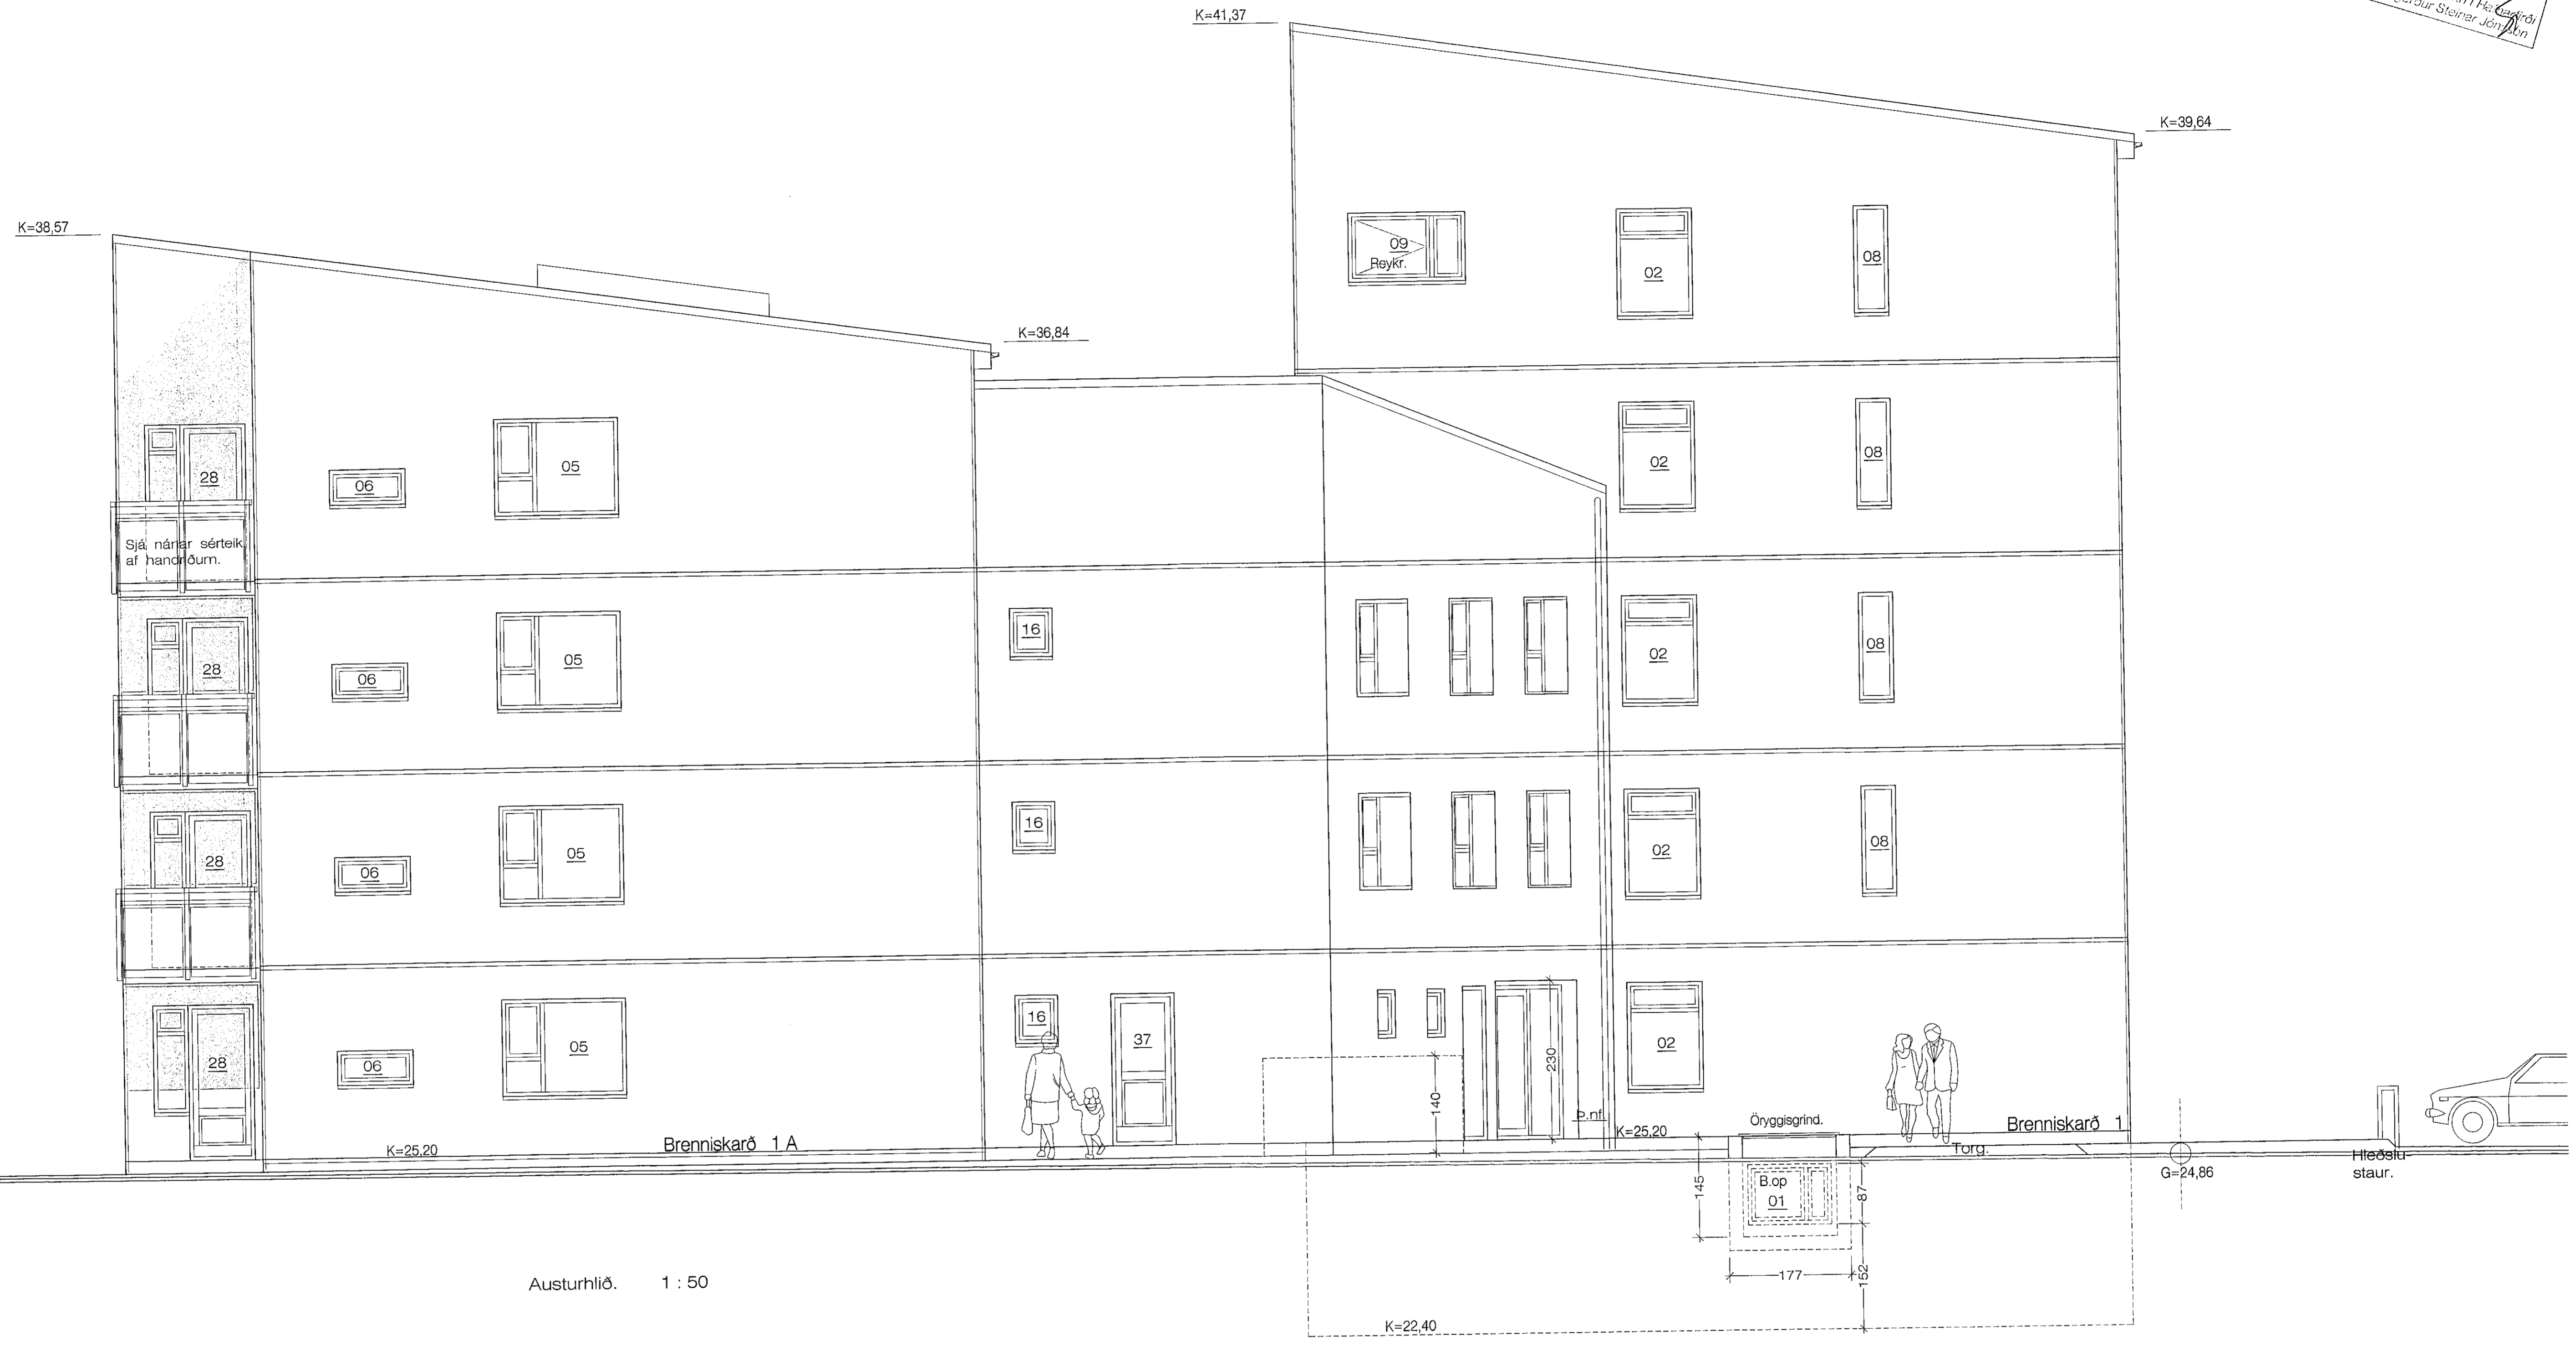 K=41,37
Steinar Jónsson
K=39,64
K=38,57
K=36,84
09
Reykr.
02
08
28
06
05
02
08
Sjá nánar sérteik.
af handriðum.
28
06
05
16
02
08
28
06
05
16
02
08
28
06
05
16
37
230
140
Þ.nf.
02
K=25,20
Öryggisgrind.
Brenniskarð 1
K=25,20
Brenniskarð 1 A
Torg.
G=24,86
Hleðslu-
staur.
145
B.op
01
87
177
152
Austurhlið. 1 : 50
K=22,40